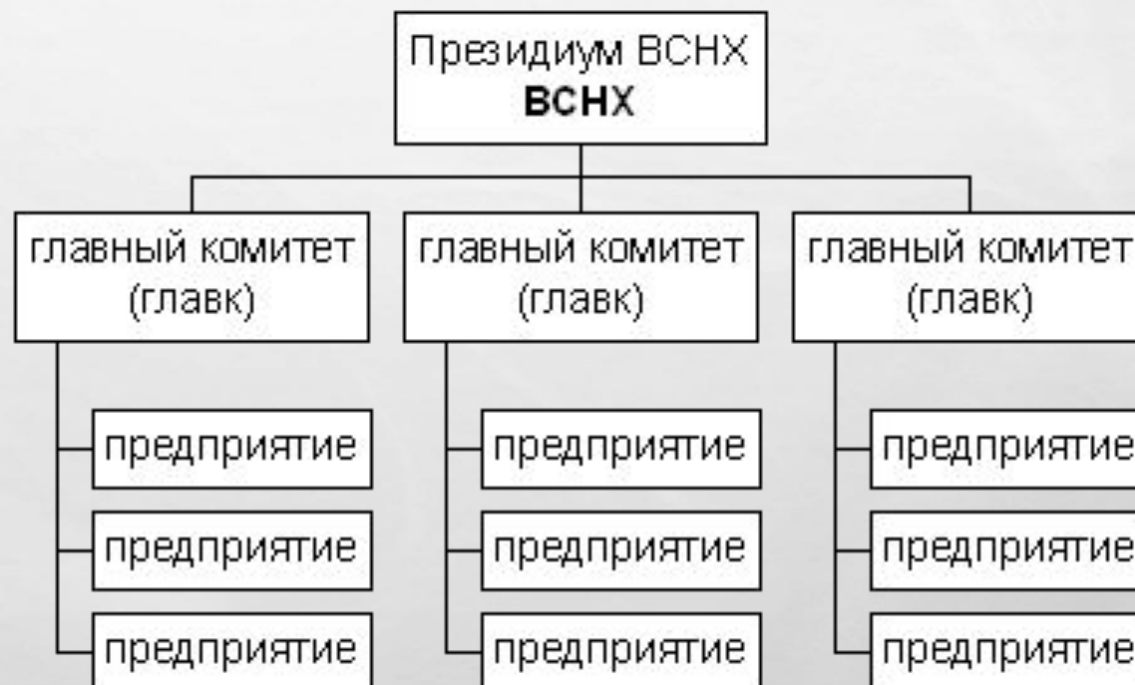 Президиум ВСНХ
ВСНХ
главный комитет
(главк)
главный комитет
(главк)
главный комитет
(главк)
предприятие
предприятие
предприятие
предприятие
предприятие
предприятие
предприятие
предприятие
предприятие